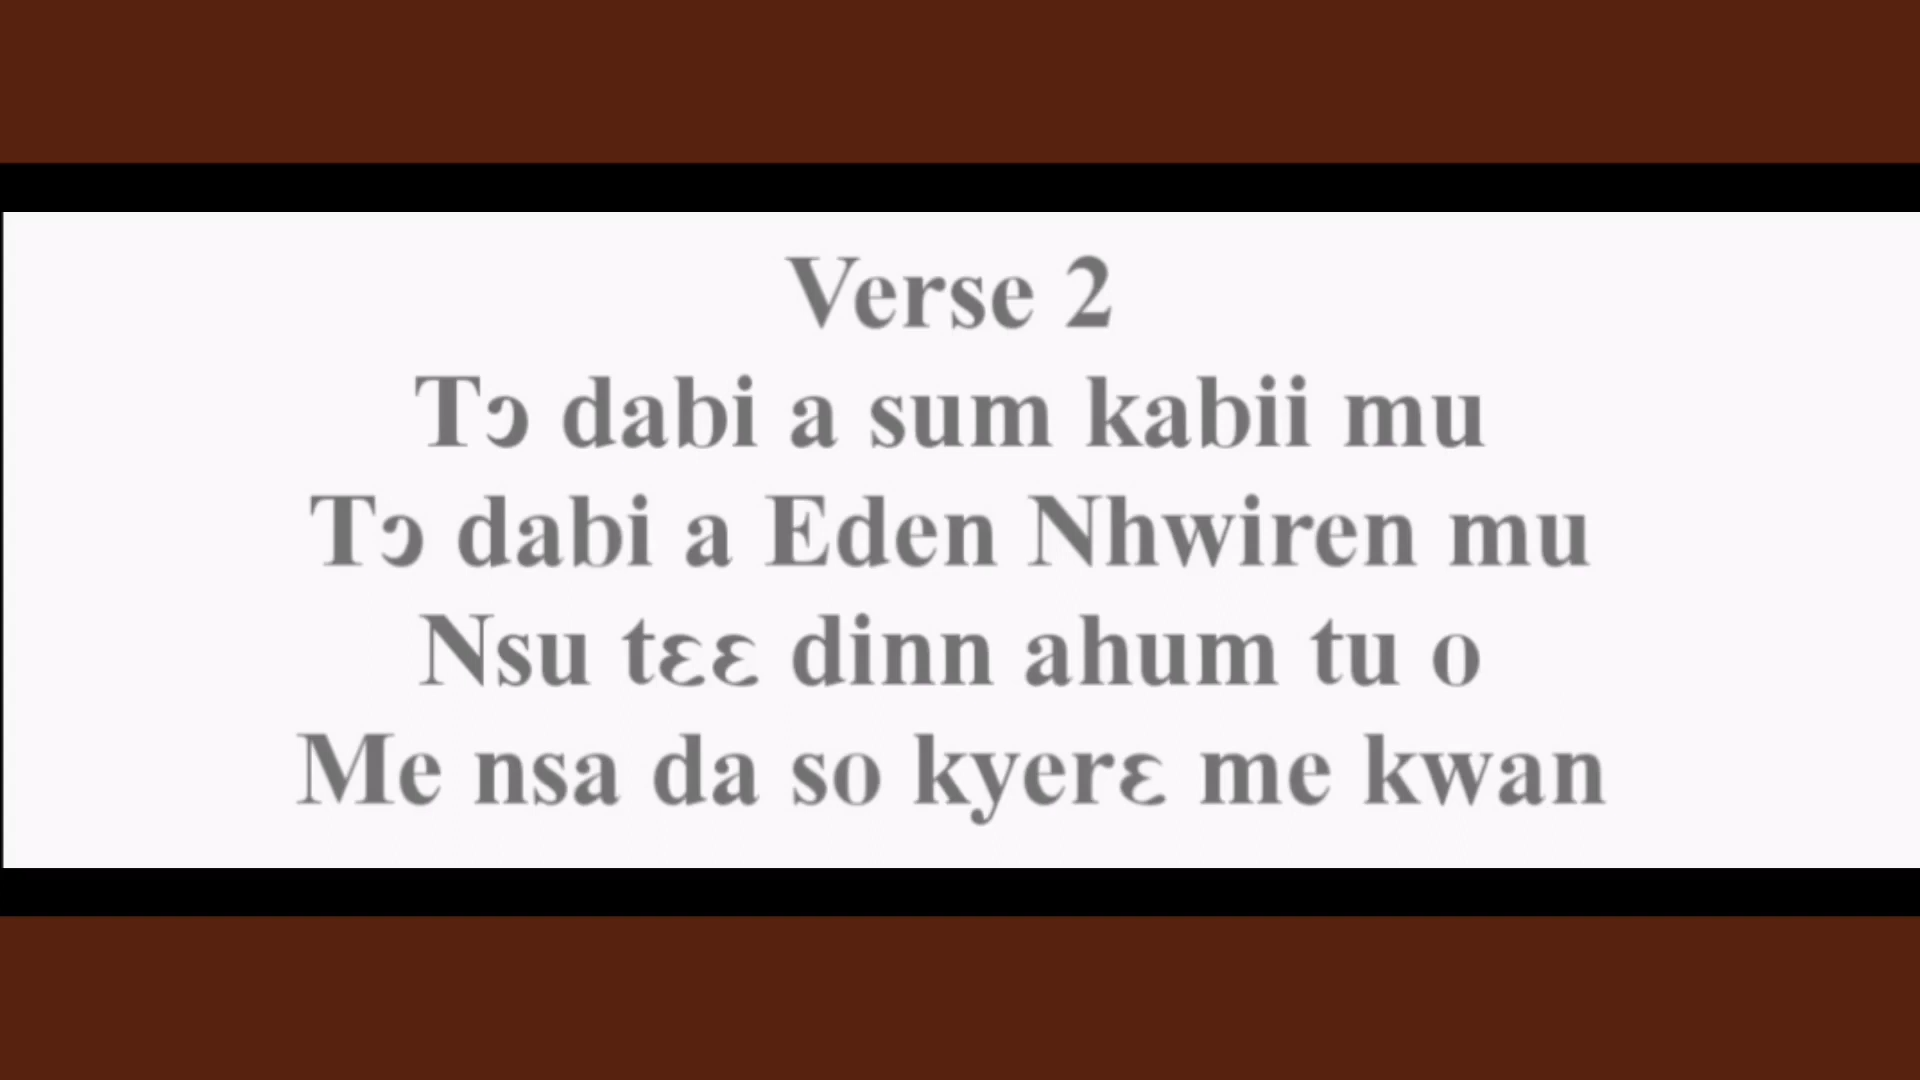 Verse 2
Tɔ dabi a sum kabii mu
Tɔ dabi a Eden Nhwiren mu
Nsu tɛɛ dinn ahum tu o
Me nsa da so kyerɛ me kwan